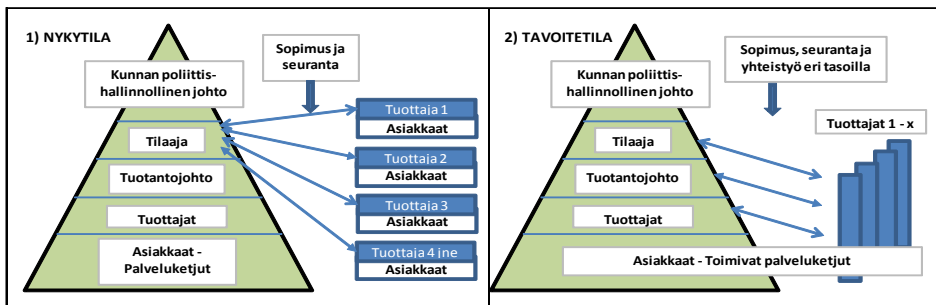 1) NYKYTILA
Sopimus ja
seuranta
Kunnan poliittis-
hallinnollinen johto
Tilaaja
Tuotantojohto
Tuottajat
Asiakkaat -
Palveluketjut
Tuottaja 1
Asiakkaat
Tuottaja 2
Asiakkaat
Tuottaja 3
Asiakkaat
Tuottaja 4 jne
Asiakkaat
2) TAVOITETILA
Sopimus, seuranta ja
yhteistyö eri tasoilla
Kunnan poliittis-
hallinnollinen johto
Tuottajat 1 - x
Tilaaja
Tuotantojohto
Tuottajat
Asiakkaat - Toimivat palveluketjut